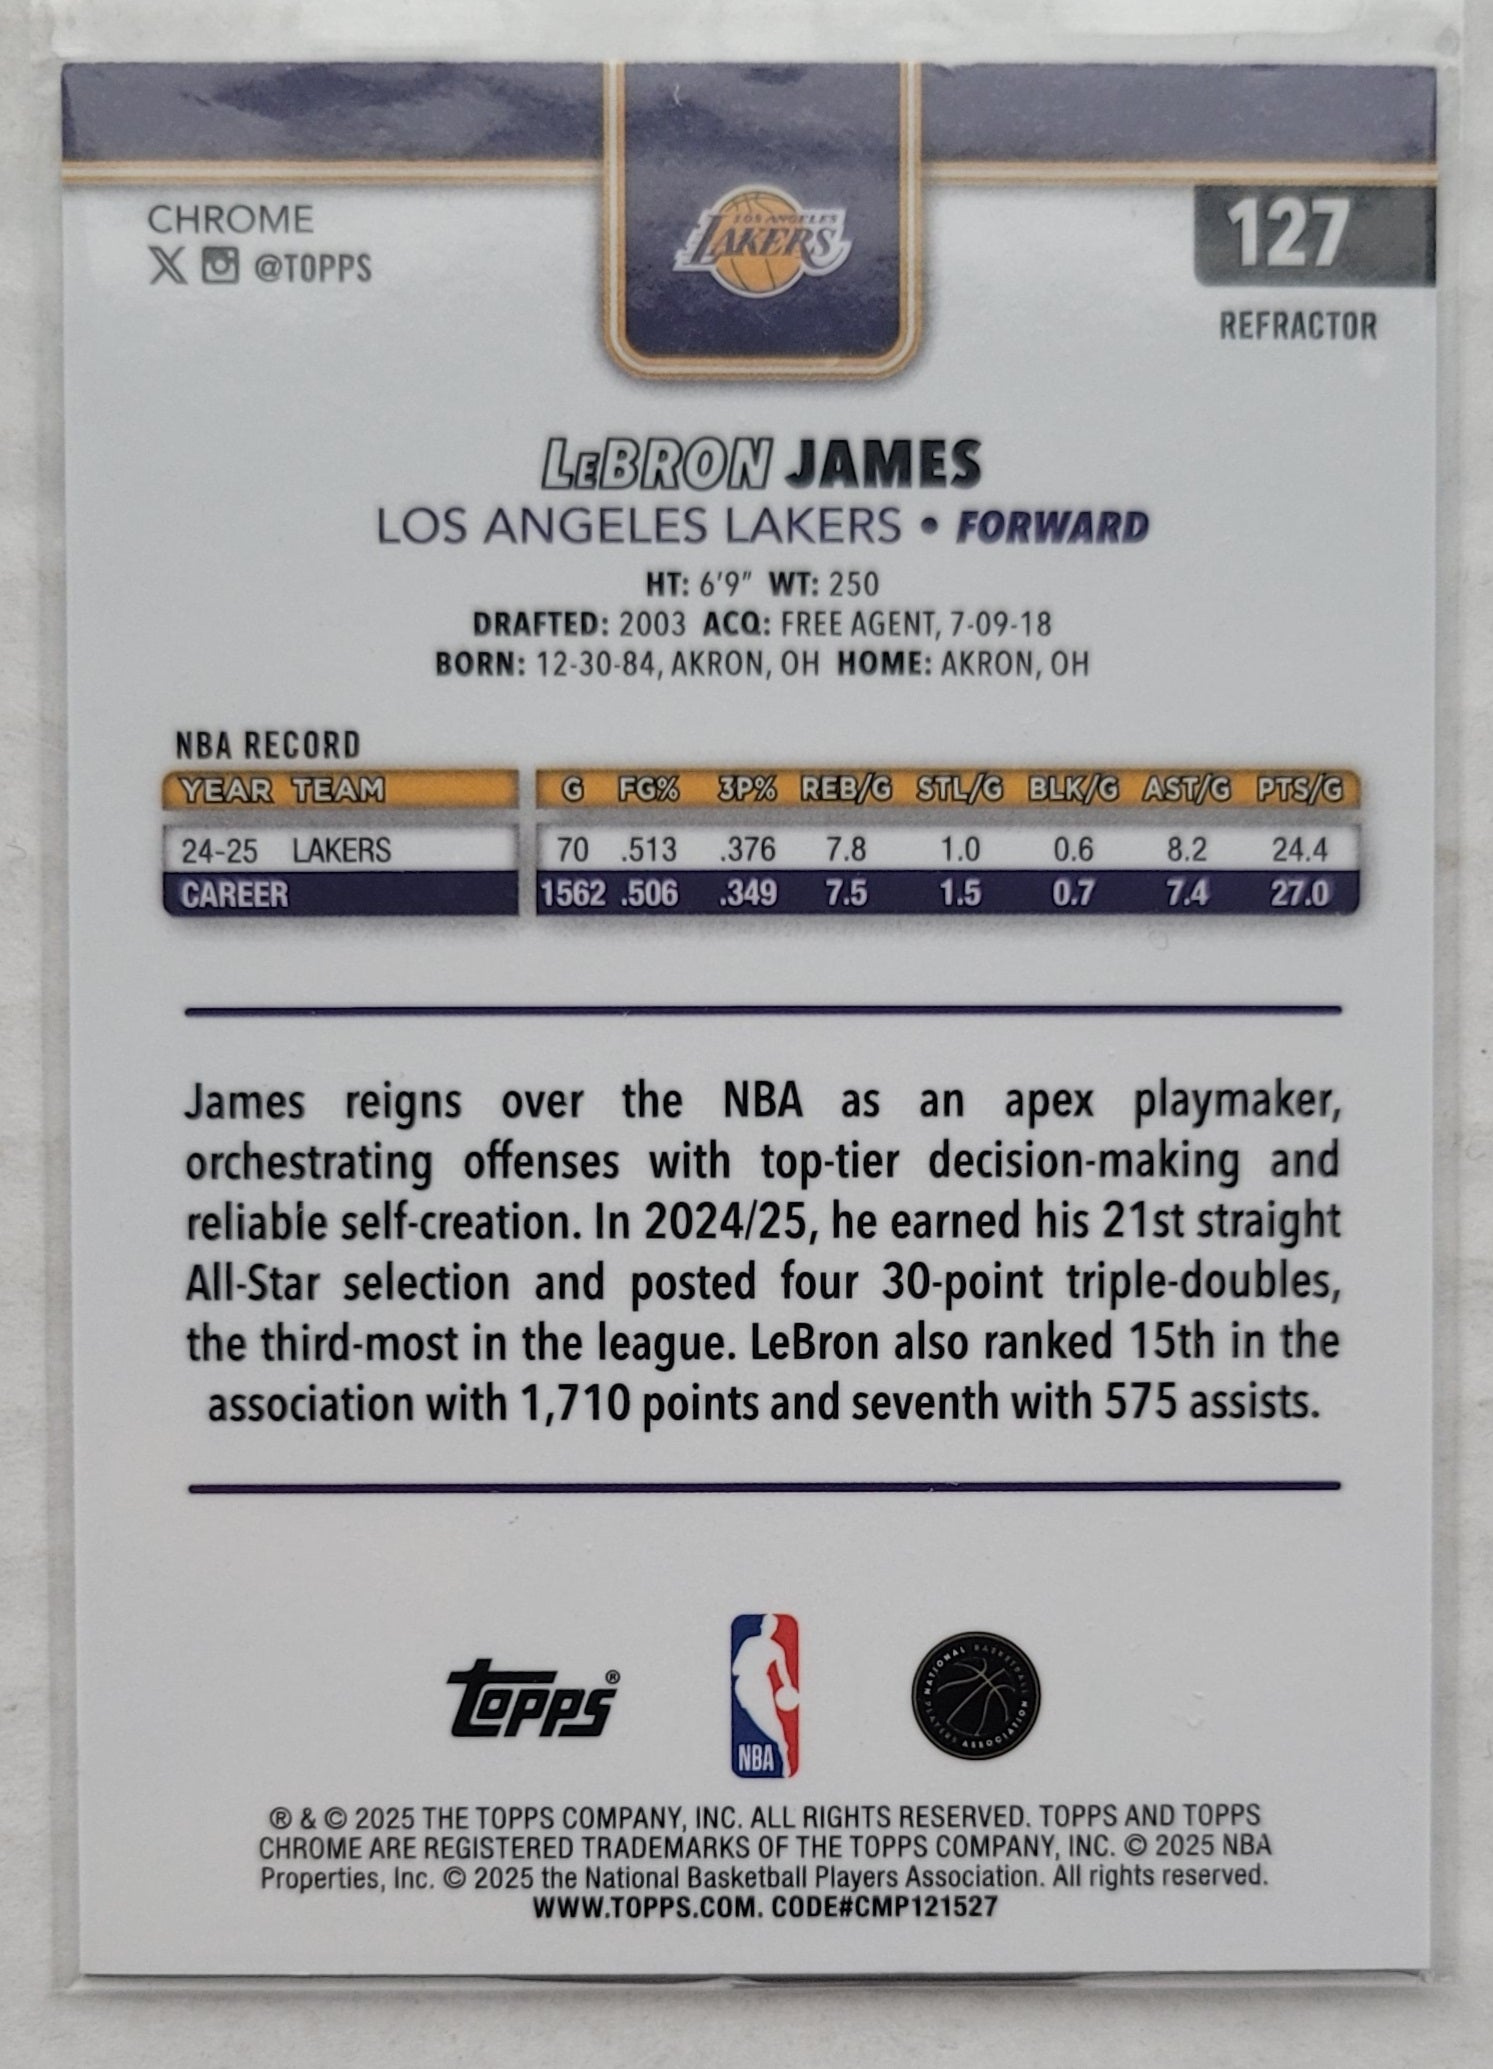 LOS ANGELES
LAKERS
CHROME
@TOPPS
127
REFRACTOR
LeBRON JAMES
LOS ANGELES LAKERS • FORWARD
HT: 6'9" WT: 250
DRAFTED: 2003 ACQ: FREE AGENT, 7-09-18
BORN: 12-30-84, AKRON, OH HOME: AKRON, OH
NBA RECORD
YEAR TEAM G FG% 3P% REB/G STL/G BLK/G AST/G PTS/G
24-25 LAKERS 70 .513 .376 7.8 1.0 0.6 8.2 24.4
CAREER 1562 .506 .349 7.5 1.5 0.7 7.4 27.0
James reigns over the NBA as an apex playmaker,
orchestrating offenses with top-tier decision-making and
reliable self-creation. In 2024/25, he earned his 21st straight
All-Star selection and posted four 30-point triple-doubles,
the third-most in the league. LeBron also ranked 15th in the
association with 1,710 points and seventh with 575 assists.
Topps®
NBA
NATIONAL BASKETBALL PLAYERS ASSOCIATION
® & © 2025 THE TOPPS COMPANY, INC. ALL RIGHTS RESERVED. TOPPS AND TOPPS
CHROME ARE REGISTERED TRADEMARKS OF THE TOPPS COMPANY, INC. © 2025 NBA
Properties, Inc. © 2025 the National Basketball Players Association. All rights reserved.
WWW.TOPPS.COM. CODE#CMP121527